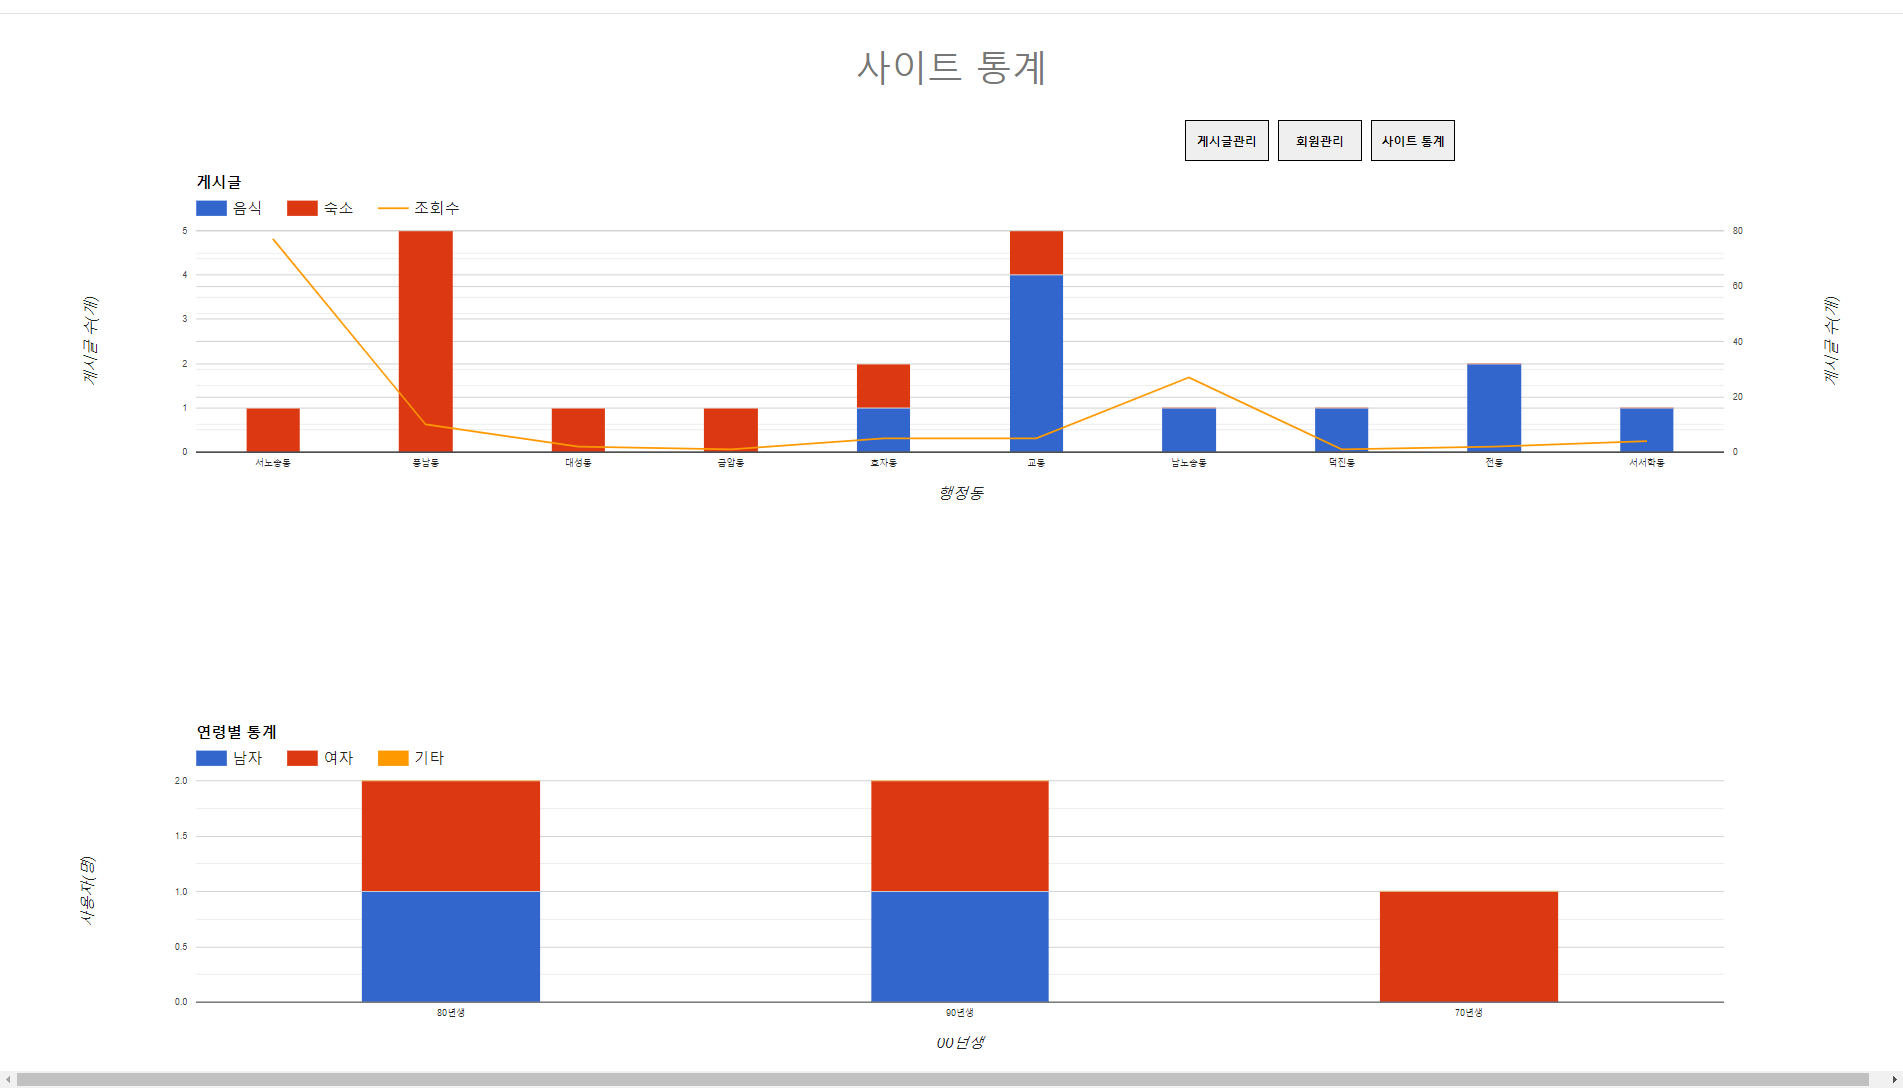 사이트 통계
게시글관리 회원관리 사이트 통계
게시글
음식 숙소 조회수
5 80
4 60
3 40
2 20
1 0
0
게시글 수(개)
게시글 수(개)
서노송동 풍남동 대성동 금암동 효자동 교동 남노송동 덕진동 전동 서서학동
행정동
연령별 통계
남자 여자 기타
2.0
1.5
1.0
0.5
0.0
사용자(명)
80년생 90년생 70년생
00년생